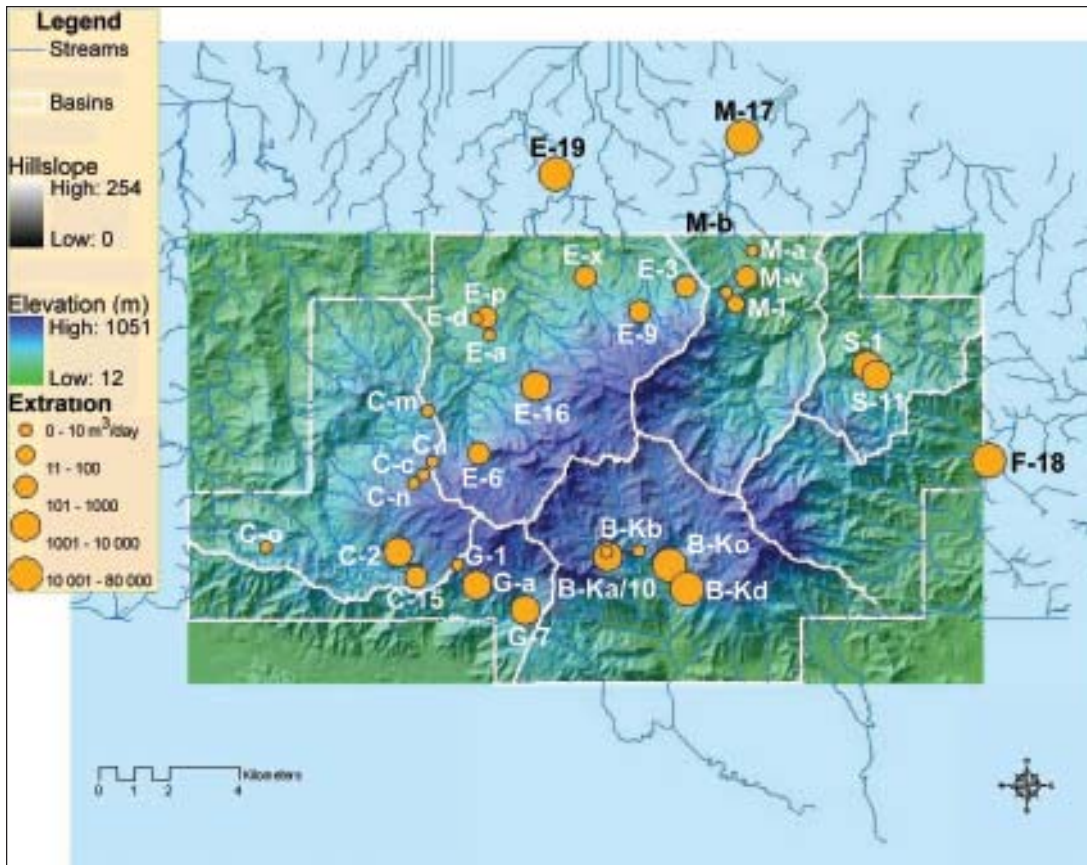 Legend
Streams
Basins
Hillslope
High: 254
Low: 0
Elevation (m)
High: 1051
Low: 12
Extration
0 - 10 m³/day
11 - 100
101 - 1000
1001 - 10 000
10 001 - 80 000
M-17
E-19
M-b
M-a
E-x
E-3
M-v
M-l
E-p
E-d
E-9
E-a
S-1
S-11
C-m
E-16
C-l
C-c
E-6
F-18
C-n
C-o
B-Kb
C-2
G-1
B-Ko
G-a
B-Ka/10
B-Kd
C-15
G-7
Kilometers
0 1 2 4